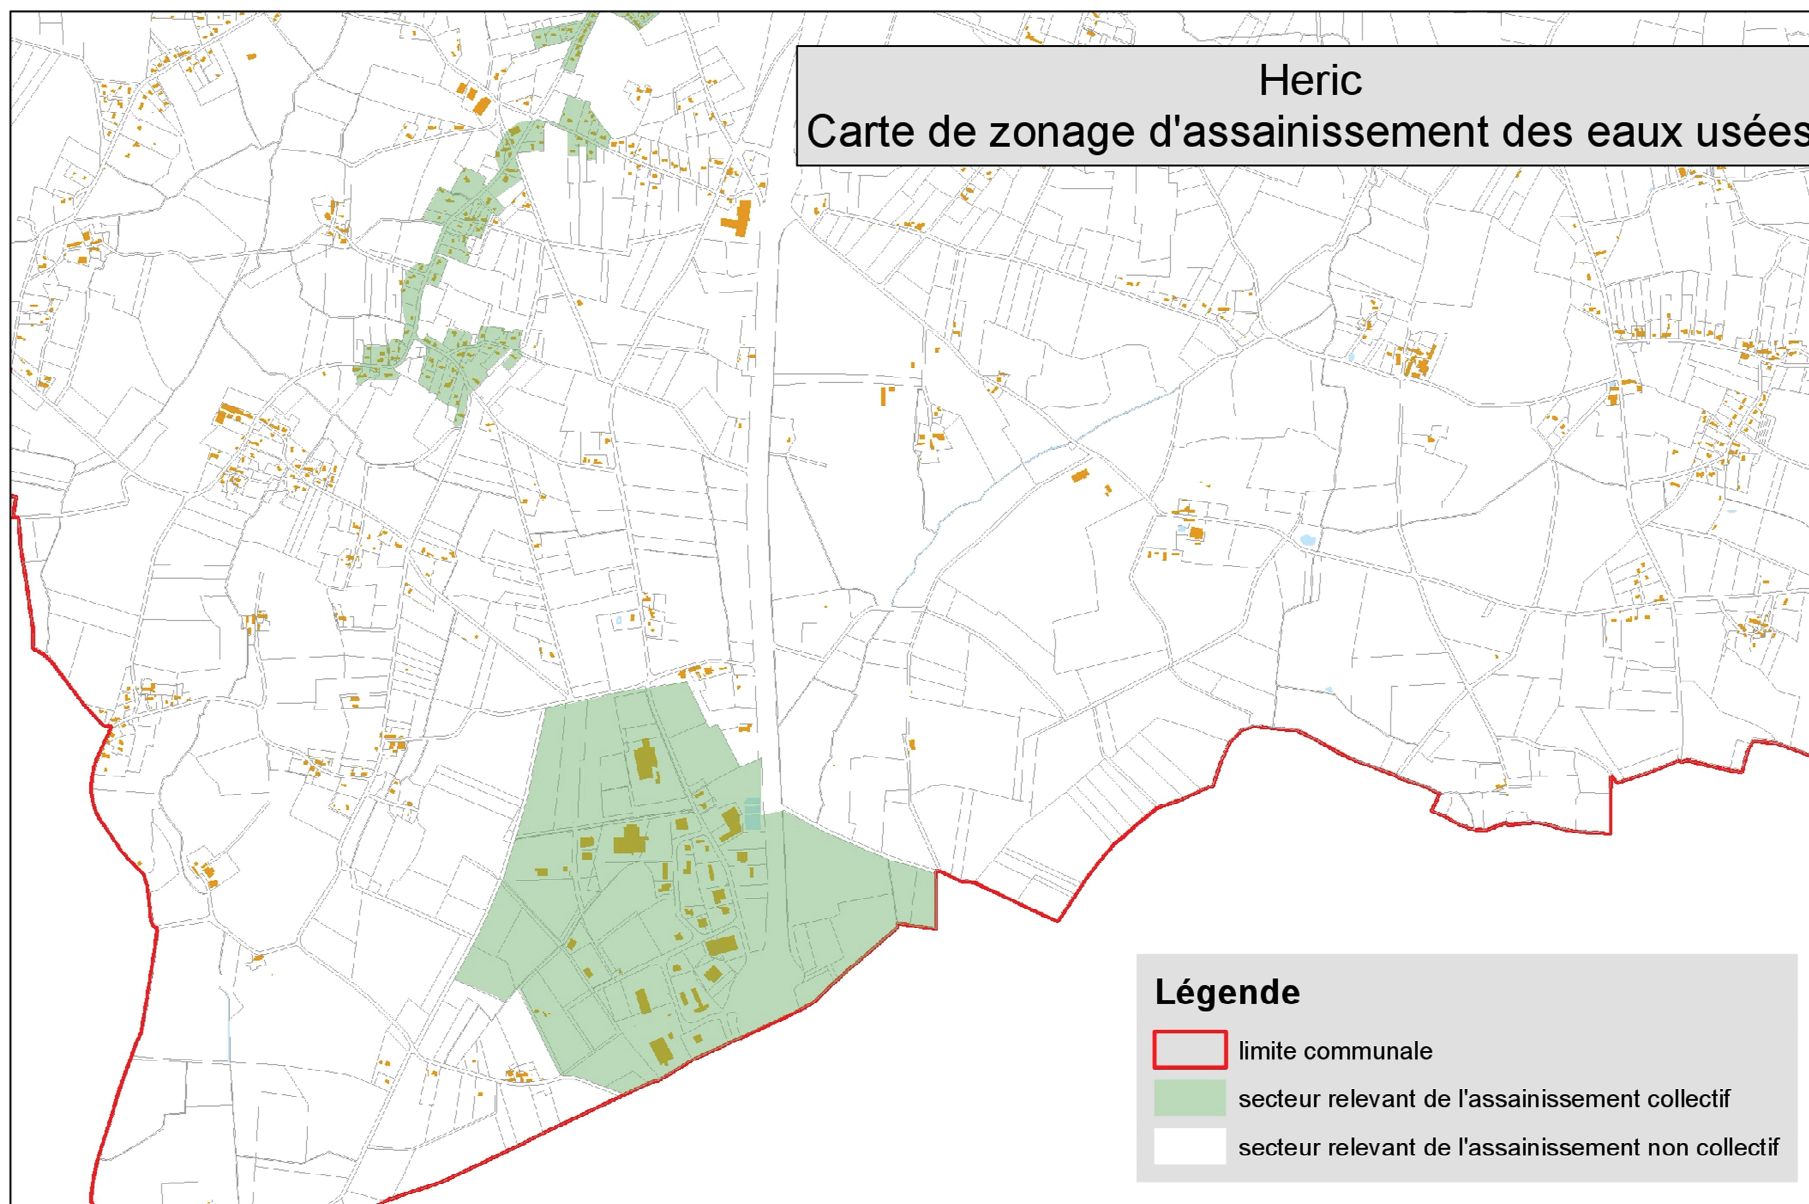 Heric
Carte de zonage d'assainissement des eaux usées
Légende
limite communale
secteur relevant de l'assainissement collectif
secteur relevant de l'assainissement non collectif